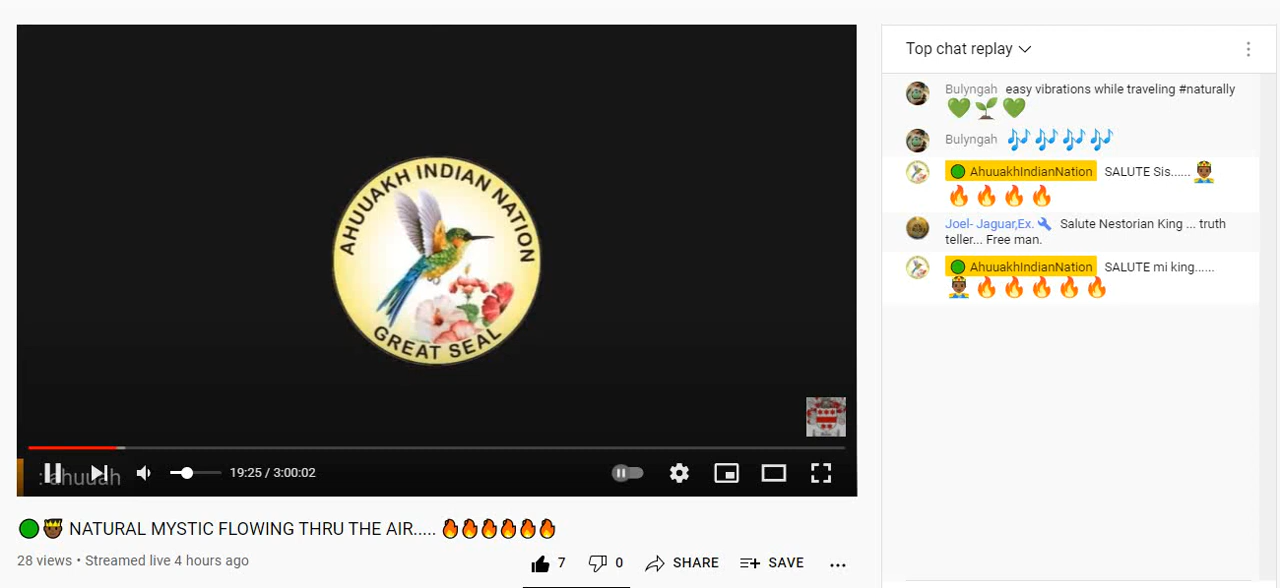 AHUUAKH INDIAN NATION
GREAT SEAL
: ahuuah
19:25 / 3:00:02
NATURAL MYSTIC FLOWING THRU THE AIR.....
28 views • Streamed live 4 hours ago
7
0
SHARE
SAVE
Top chat replay
Bulyngah easy vibrations while traveling #naturally
Bulyngah
AhuuakhIndianNation SALUTE Sis......
Joel- Jaguar,Ex. Salute Nestorian King ... truth
teller... Free man.
AhuuakhIndianNation SALUTE mi king......